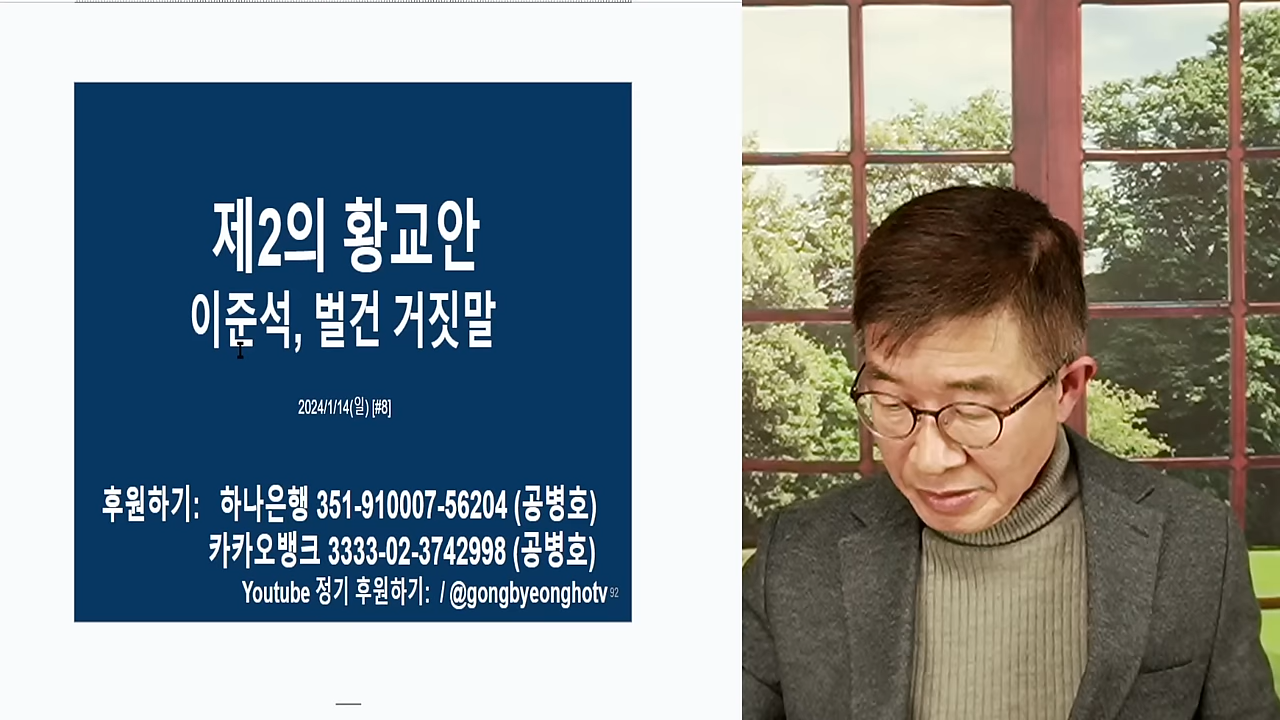 제2의 황교안
이준석, 벌건 거짓말
2024/1/14(일) [#8]
후원하기: 하나은행 351-910007-56204 (공병호)
카카오뱅크 3333-02-3742998 (공병호)
Youtube 정기 후원하기: / @gongbyeonghotv
92